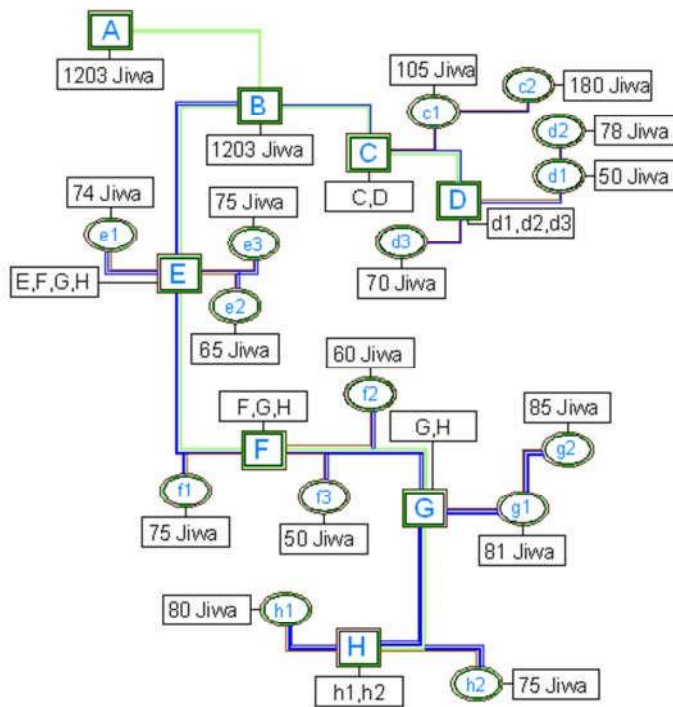 A
1203 Jiwa
B
1203 Jiwa
105 Jiwa
c1
c2
180 Jiwa
C
C,D
d2
78 Jiwa
d1
50 Jiwa
D
d1,d2,d3
d3
70 Jiwa
74 Jiwa
e1
75 Jiwa
e3
E
E,F,G,H
e2
65 Jiwa
60 Jiwa
f2
F,G,H
F
G,H
f1
75 Jiwa
f3
50 Jiwa
G
85 Jiwa
g2
g1
81 Jiwa
80 Jiwa
h1
H
h1,h2
h2
75 Jiwa